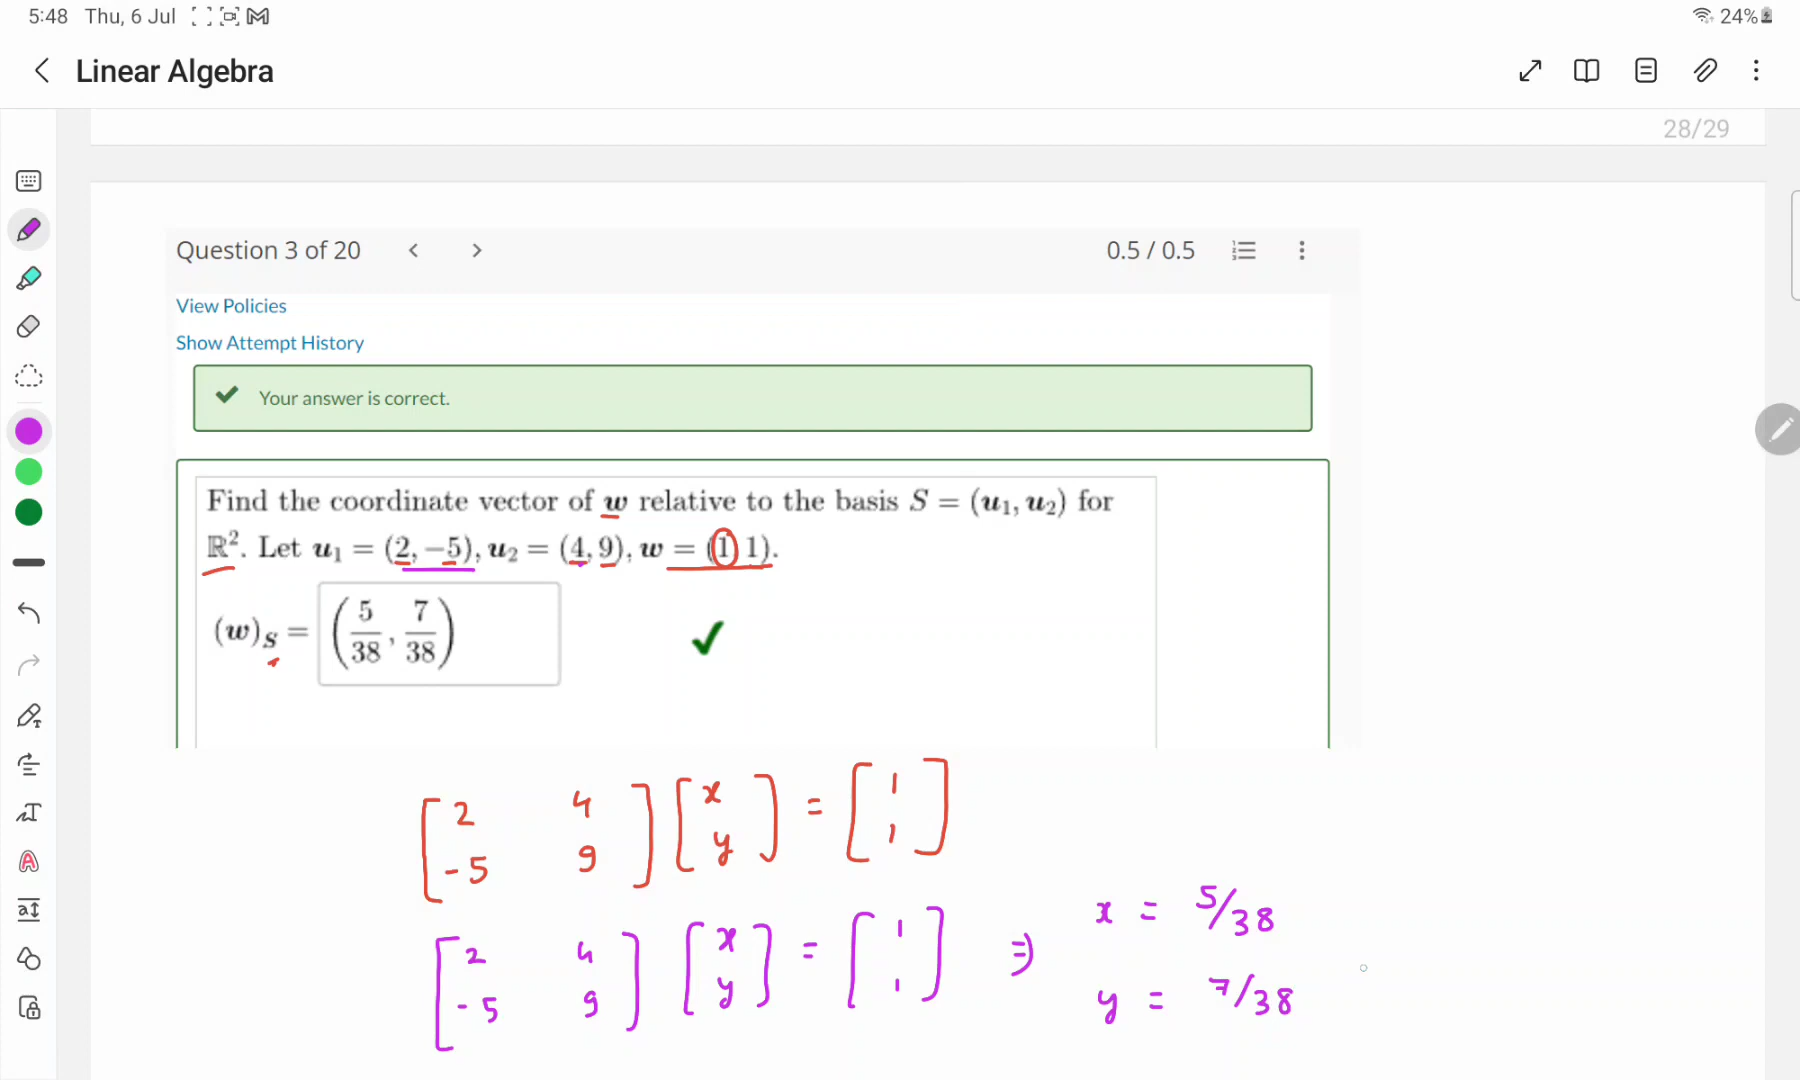 5:48 Thu, 6 Jul 24%
Linear Algebra
28/29
Question 3 of 20 < > 0.5 / 0.5
View Policies
Show Attempt History
✔ Your answer is correct.
Find the coordinate vector of w relative to the basis S = (u₁, u₂) for
ℝ². Let u₁ = (2, −5), u₂ = (4, 9), w = (1, 1).
(w)ₛ = (5/38, 7/38) ✔
[2 4; -5 9] [x; y] = [1; 1]
[2 4; -5 9] [x; y] = [1; 1] ⇒ x = 5/38
y = 7/38